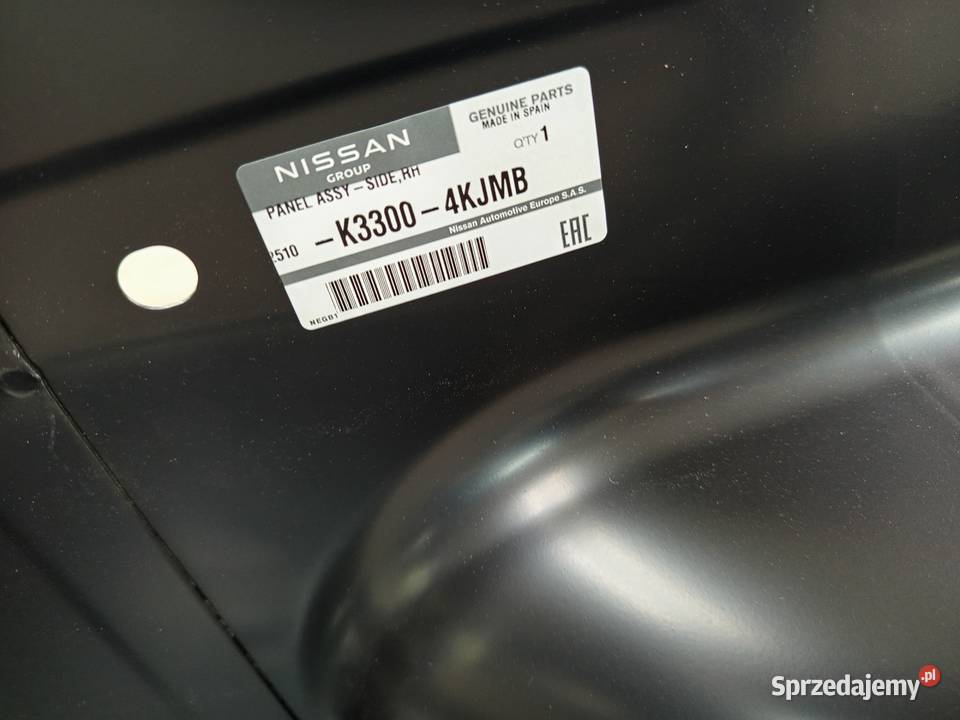 NISSAN
GROUP
GENUINE PARTS
MADE IN SPAIN
Q'TY 1
PANEL ASSY-SIDE,RH
2510 -K3300-4KJMB
Nissan Automotive Europe S.A.S.
EAC
NEGB1
Sprzedajemy.pl